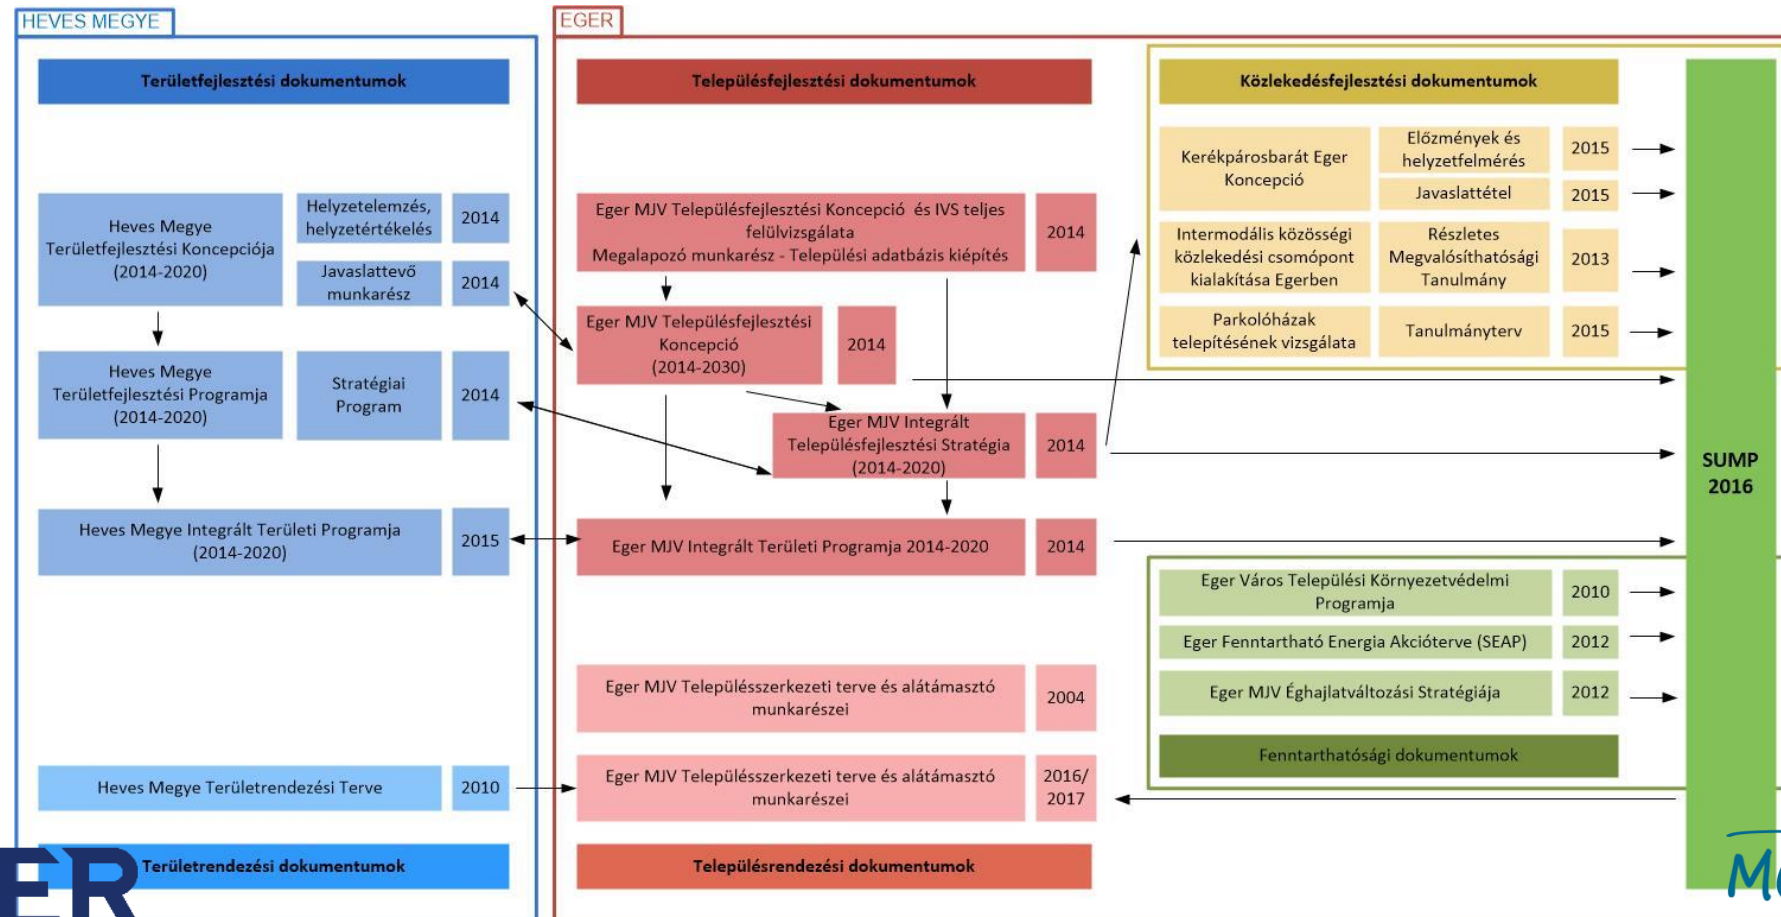 HEVES MEGYE
Területfejlesztési dokumentumok
Heves Megye
Területfejlesztési Koncepciója
(2014-2020)
Helyzetelemzés,
helyzetértékelés
2014
Javaslattevő
munkarész
2014
Heves Megye
Területfejlesztési Programja
(2014-2020)
Stratégiai
Program
2014
Heves Megye Integrált Területi Programja
(2014-2020)
2015
Heves Megye Területrendezési Terve
2010
Területrendezési dokumentumok
EGER
Településfejlesztési dokumentumok
Eger MJV Településfejlesztési Koncepció és IVS teljes
felülvizsgálata
Megalapozó munkarész - Települési adatbázis kiépítés
2014
Eger MJV Településfejlesztési
Koncepció
(2014-2030)
2014
Eger MJV Integrált
Településfejlesztési Stratégia
(2014-2020)
2014
Eger MJV Integrált Területi Programja 2014-2020
2014
Eger MJV Településszerkezeti terve és alátámasztó
munkarészei
2004
Eger MJV Településszerkezeti terve és alátámasztó
munkarészei
2016/
2017
Településrendezési dokumentumok
Közlekedésfejlesztési dokumentumok
Kerékpárosbarát Eger
Koncepció
Előzmények és
helyzetfelmérés
2015
Javaslattétel
2015
Intermodális közösségi
közlekedési csomópont
kialakítása Egerben
Részletes
Megvalósíthatósági
Tanulmány
2013
Parkolóházak
telepítésének vizsgálata
Tanulmányterv
2015
Eger Város Települési Környezetvédelmi
Programja
2010
Eger Fenntartható Energia Akcióterve (SEAP)
2012
Eger MJV Éghajlatváltozási Stratégiája
2012
Fenntarthatósági dokumentumok
SUMP
2016
ER